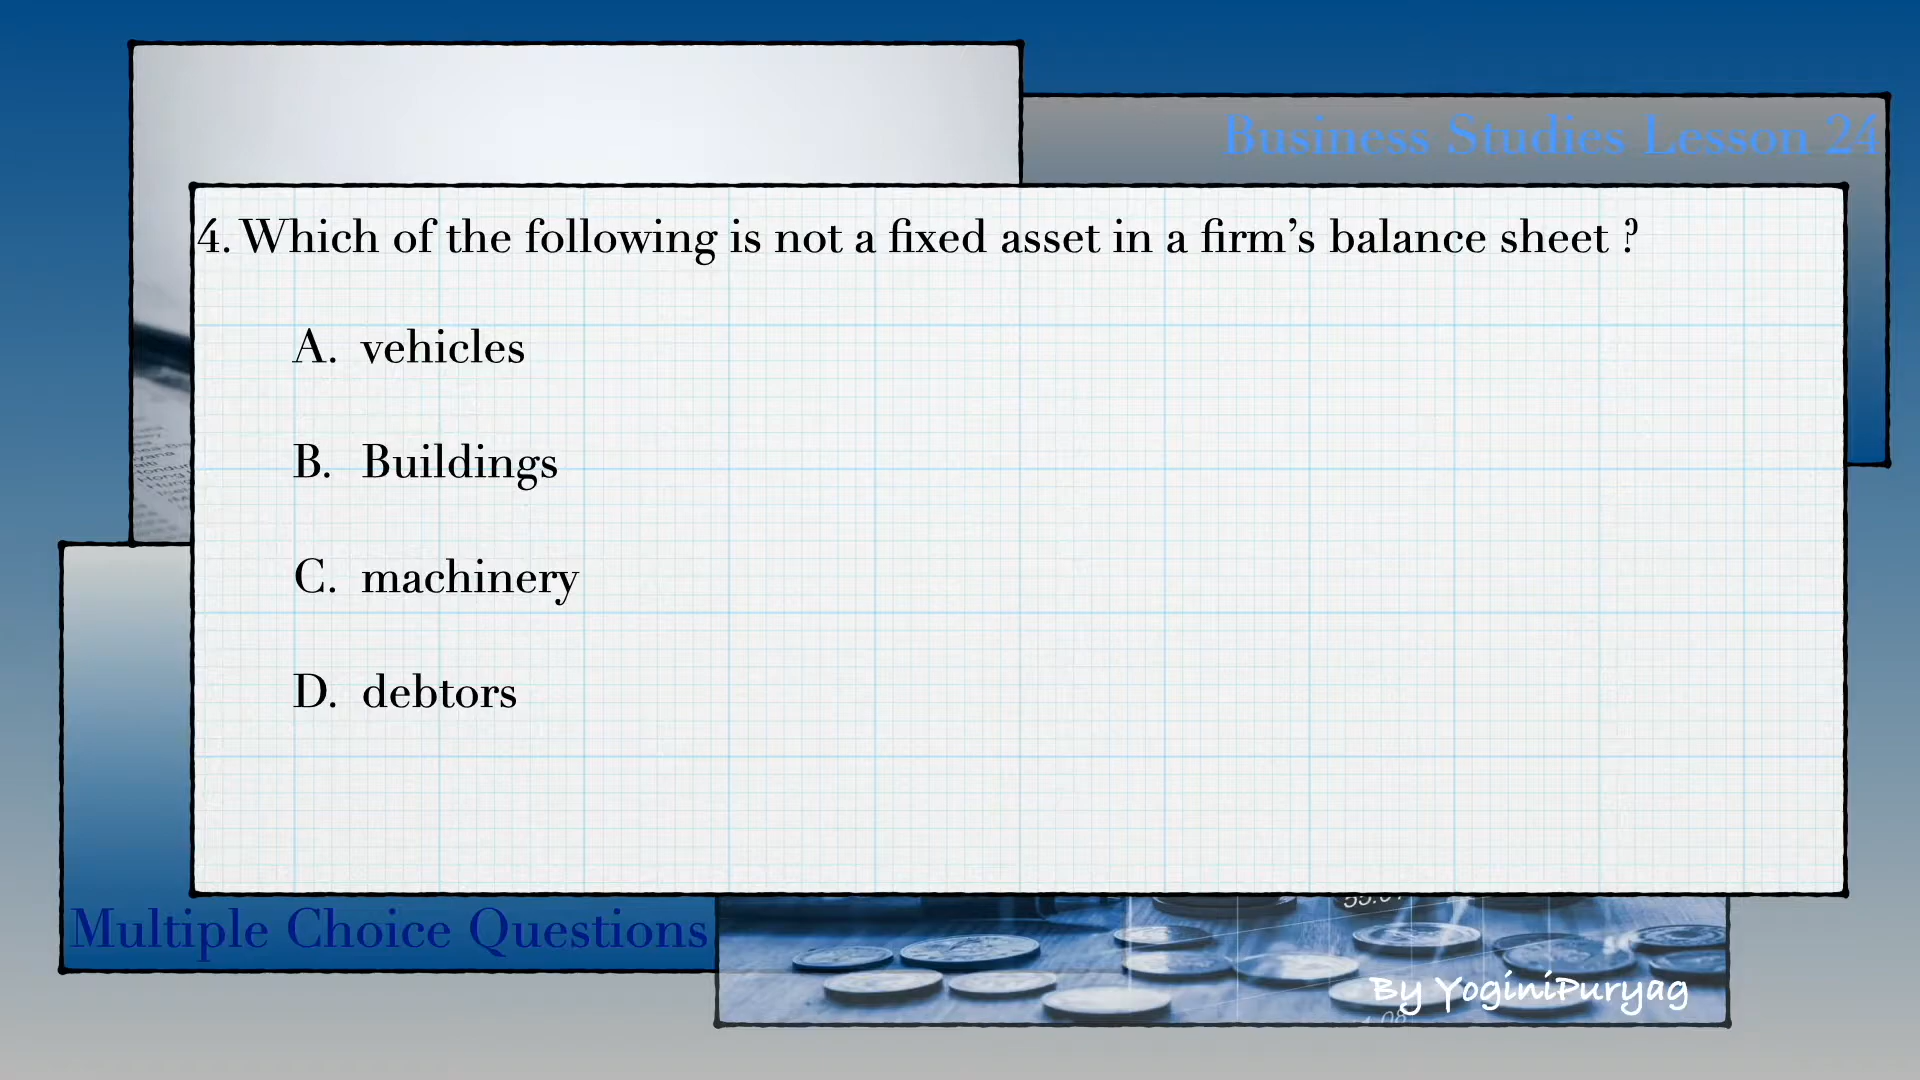 Business Studies Lesson 24
4. Which of the following is not a fixed asset in a firm’s balance sheet ?
A. vehicles
B. Buildings
C. machinery
D. debtors
Multiple Choice Questions
By YoginiPuryag